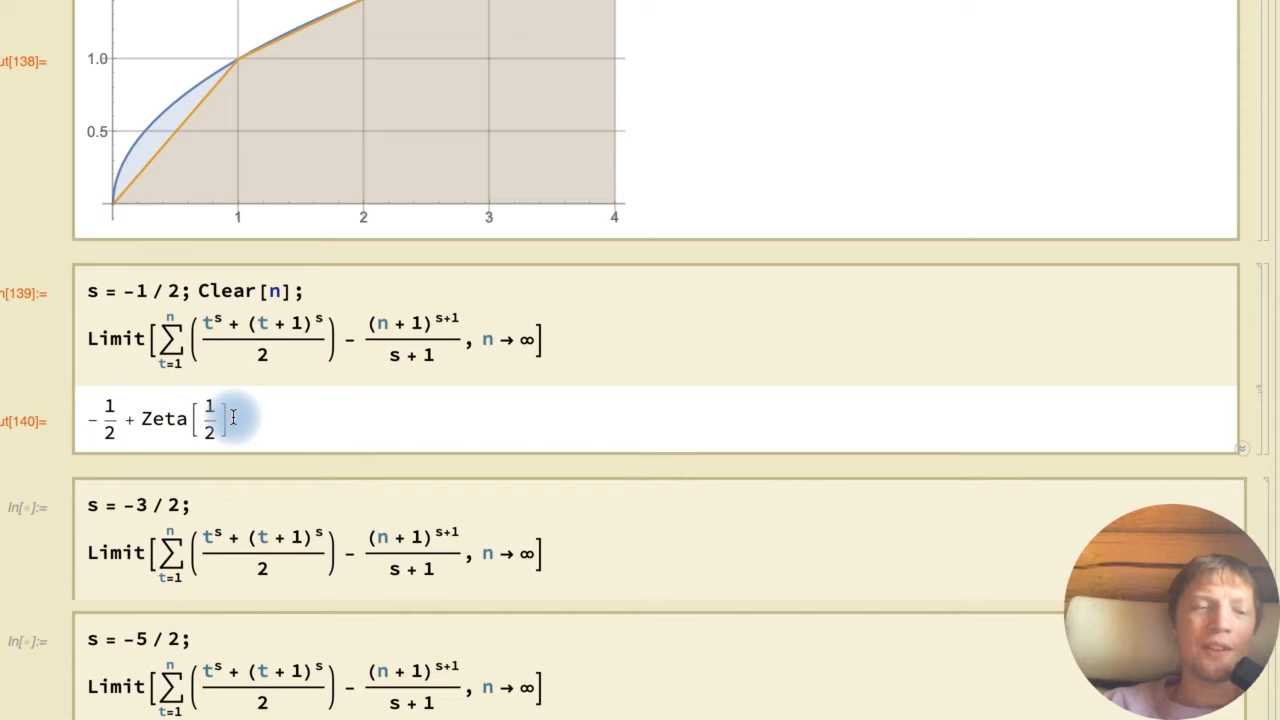 ut[138]=
1.0
0.5
1 2 3 4
n[139]:=
s = -1 / 2; Clear[n];
Limit[∑_{t=1}^{n} ((t^s + (t + 1)^s)/2) - ((n + 1)^{s+1})/(s + 1), n → ∞]
ut[140]=
- 1/2 + Zeta[1/2]
In[•]:=
s = -3 / 2;
Limit[∑_{t=1}^{n} ((t^s + (t + 1)^s)/2) - ((n + 1)^{s+1})/(s + 1), n → ∞]
In[•]:=
s = -5 / 2;
Limit[∑_{t=1}^{n} ((t^s + (t + 1)^s)/2) - ((n + 1)^{s+1})/(s + 1), n → ∞]